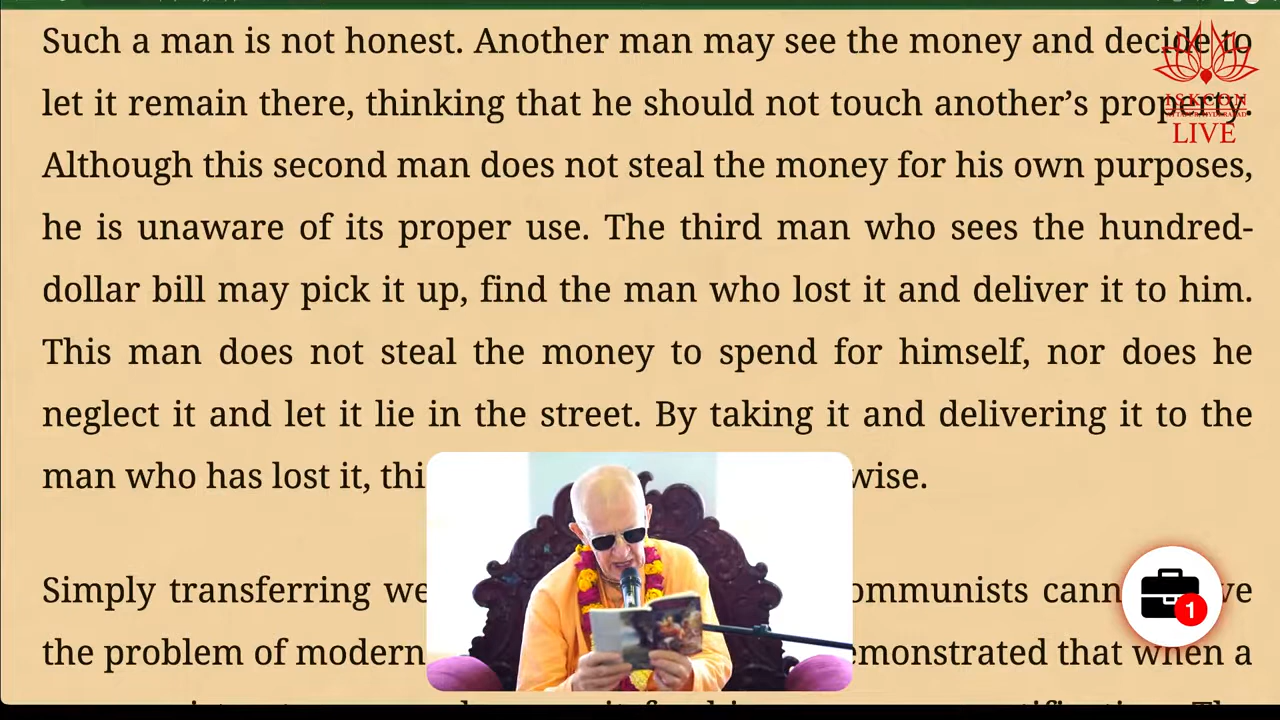 Such a man is not honest. Another man may see the money and decide to
let it remain there, thinking that he should not touch another’s property.
Although this second man does not steal the money for his own purposes,
he is unaware of its proper use. The third man who sees the hundred-
dollar bill may pick it up, find the man who lost it and deliver it to him.
This man does not steal the money to spend for himself, nor does he
neglect it and let it lie in the street. By taking it and delivering it to the
man who has lost it, wise.
Simply transferring
the problem of modern that when a
ISKCON
LIVE
1